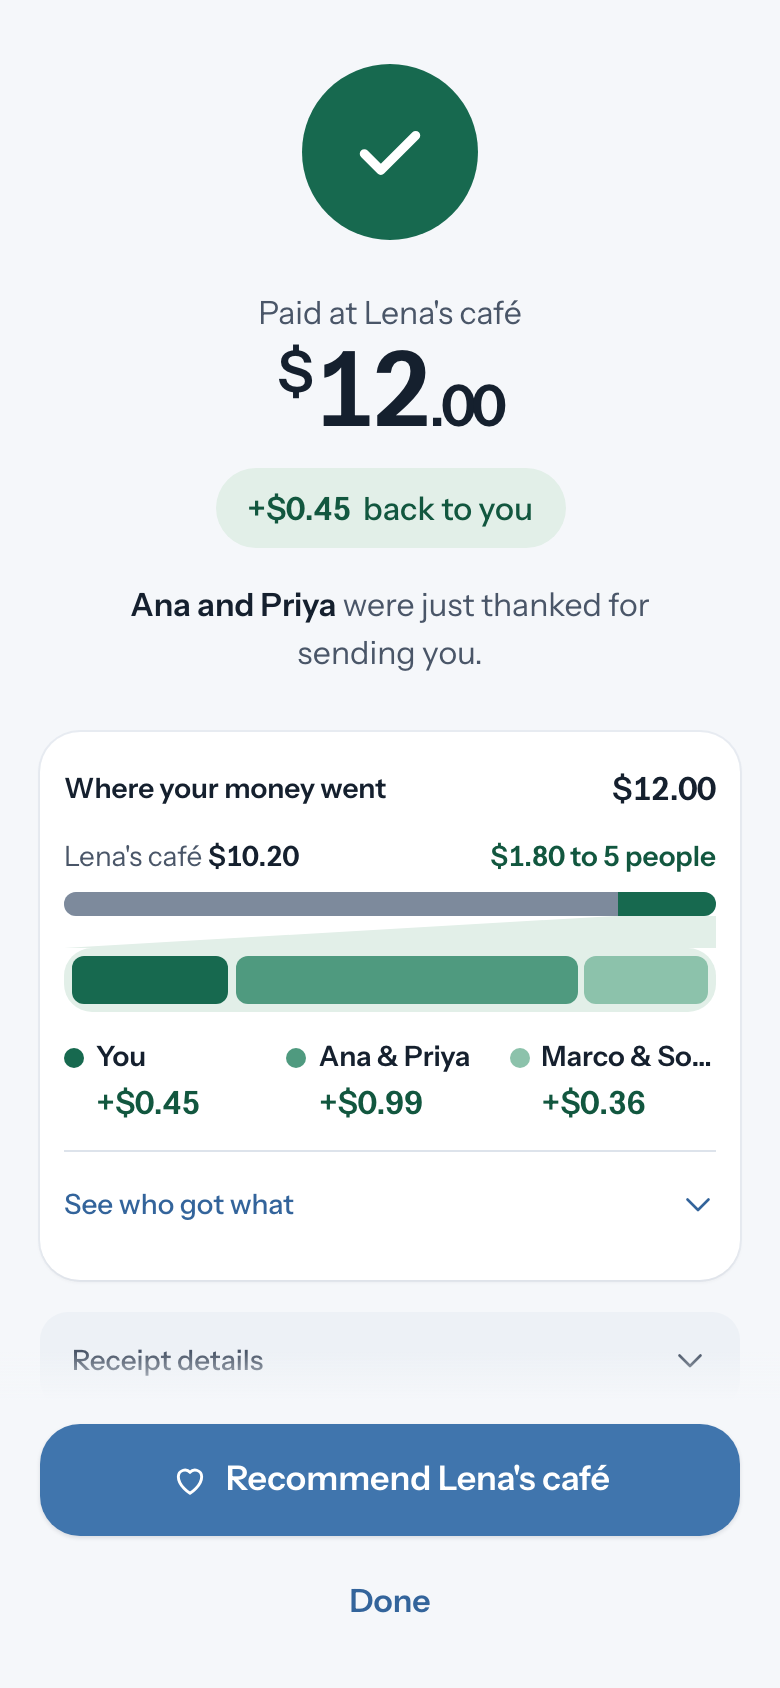 Paid at Lena's café
$12.00
+$0.45 back to you
Ana and Priya were just thanked for
sending you.
Where your money went $12.00
Lena's café $10.20 $1.80 to 5 people
You Ana & Priya Marco & So...
+$0.45 +$0.99 +$0.36
See who got what
Receipt details
Recommend Lena's café
Done